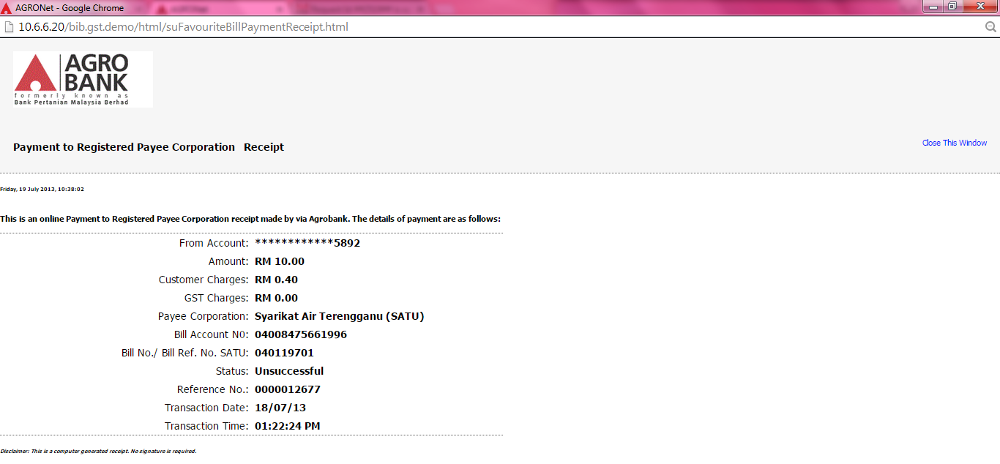 AGRONet - Google Chrome
10.6.6.20/bib.gst.demo/html/suFavouriteBillPaymentReceipt.html
AGRO
BANK
formerly known as
Bank Pertanian Malaysia Berhad
Payment to Registered Payee Corporation Receipt
Close This Window
Friday, 19 July 2013, 10:38:02
This is an online Payment to Registered Payee Corporation receipt made by via Agrobank. The details of payment are as follows:
From Account: ************5892
Amount: RM 10.00
Customer Charges: RM 0.40
GST Charges: RM 0.00
Payee Corporation: Syarikat Air Terengganu (SATU)
Bill Account N0: 04008475661996
Bill No./ Bill Ref. No. SATU: 040119701
Status: Unsuccessful
Reference No.: 0000012677
Transaction Date: 18/07/13
Transaction Time: 01:22:24 PM
Disclaimer: This is a computer generated receipt. No signature is required.